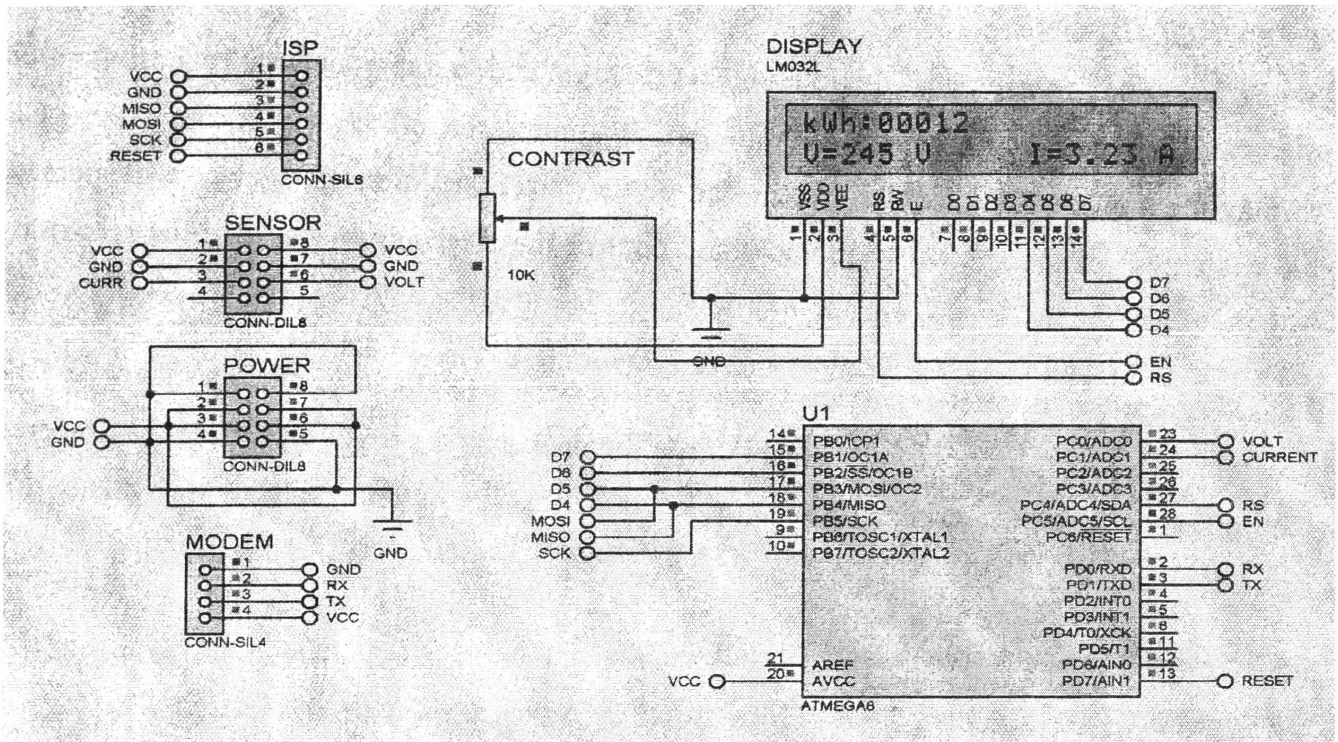 ISP
VCC 1
GND 2
MISO 3
MOSI 4
SCK 5
RESET 6
CONN-SIL6
SENSOR
VCC 1 8 VCC
GND 2 7 GND
CURR 3 6 VOLT
4 5
CONN-DIL8
POWER
1 8
2 7
VCC 3 6
GND 4 5
CONN-DIL8
GND
MODEM
1 GND
2 RX
3 TX
4 VCC
CONN-SIL4
CONTRAST
10K
GND
DISPLAY
LM032L
kWh:00012
V=245 V I=3.23 A
VSS VDD VEE RS RW E D0 D1 D2 D3 D4 D5 D6 D7
1 2 3 4 5 6 7 8 9 10 11 12 13 14
D7
D6
D5
D4
EN
RS
U1
14 PB0/ICP1 PC0/ADC0 23 VOLT
D7 15 PB1/OC1A PC1/ADC1 24 CURRENT
D6 16 PB2/SS/OC1B PC2/ADC2 25
D5 17 PB3/MOSI/OC2 PC3/ADC3 26
D4 18 PB4/MISO PC4/ADC4/SDA 27 RS
MOSI 19 PB5/SCK PC5/ADC5/SCL 28 EN
MISO 9 PB6/TOSC1/XTAL1 PC6/RESET 1
SCK 10 PB7/TOSC2/XTAL2
PD0/RXD 2 RX
PD1/TXD 3 TX
PD2/INT0 4
PD3/INT1 5
PD4/T0/XCK 6
PD5/T1 11
21 AREF PD6/AIN0 12
VCC 20 AVCC PD7/AIN1 13 RESET
ATMEGA8